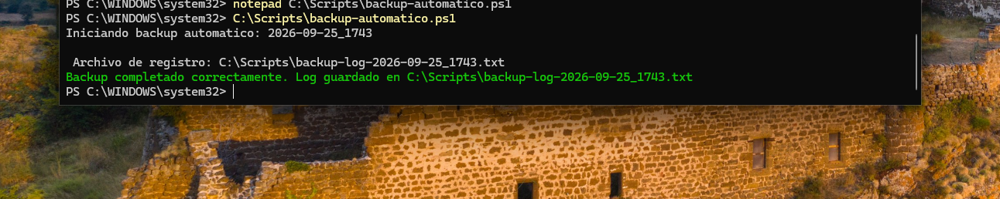 PS C:\WINDOWS\system32> notepad C:\Scripts\backup-automatico.ps1
PS C:\WINDOWS\system32> C:\Scripts\backup-automatico.ps1
Iniciando backup automatico: 2026-09-25_1743
Archivo de registro: C:\Scripts\backup-log-2026-09-25_1743.txt
Backup completado correctamente. Log guardado en C:\Scripts\backup-log-2026-09-25_1743.txt
PS C:\WINDOWS\system32>